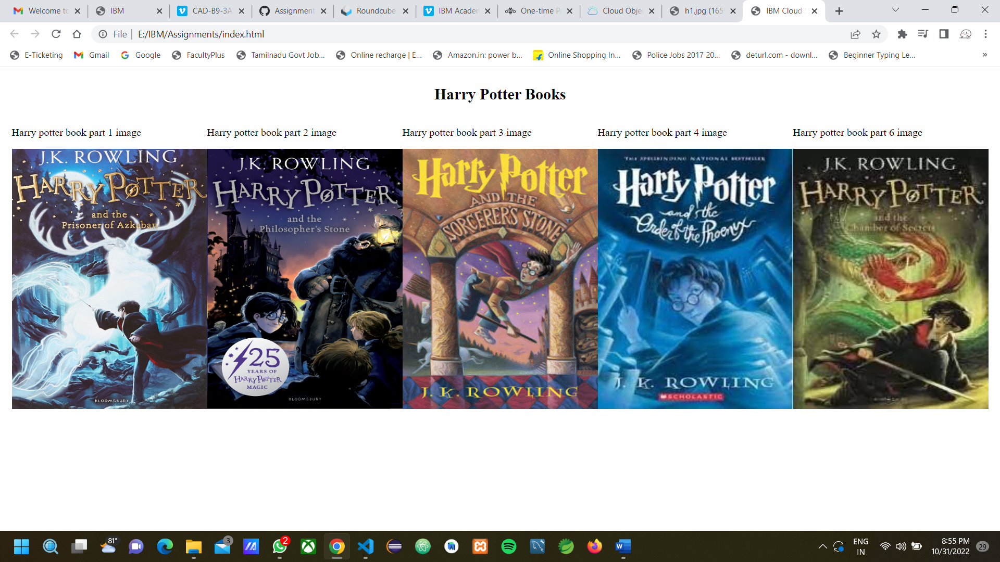 Welcome to
IBM
CAD-B9-3A
Assignment
Roundcube
IBM Academ
One-time P
Cloud Obje
h1.jpg (165
IBM Cloud
File
E:/IBM/Assignments/index.html
E-Ticketing
Gmail
Google
FacultyPlus
Tamilnadu Govt Job...
Online recharge | E...
Amazon.in: power b...
Online Shopping In...
Police Jobs 2017 20...
deturl.com - downl...
Beginner Typing Le...
»
Harry Potter Books
Harry potter book part 1 image
Harry potter book part 2 image
Harry potter book part 3 image
Harry potter book part 4 image
Harry potter book part 6 image
J.K. ROWLING
HARRY POTTER
and the
Prisoner of Azkaban
BLOOMSBURY
J.K. ROWLING
HARRY POTTER
and the
Philosopher's Stone
25
YEARS OF
HARRY POTTER
MAGIC
BLOOMSBURY
Harry Potter
AND THE
SORCERER'S STONE
J. K. ROWLING
THE SPELLBINDING NATIONAL BESTSELLER
Harry Potter
and the
Order of the Phoenix
J. K. ROWLING
SCHOLASTIC
J.K. ROWLING
HARRY POTTER
and the
Chamber of Secrets
81°
3
2
ENG
IN
8:55 PM
10/31/2022
29